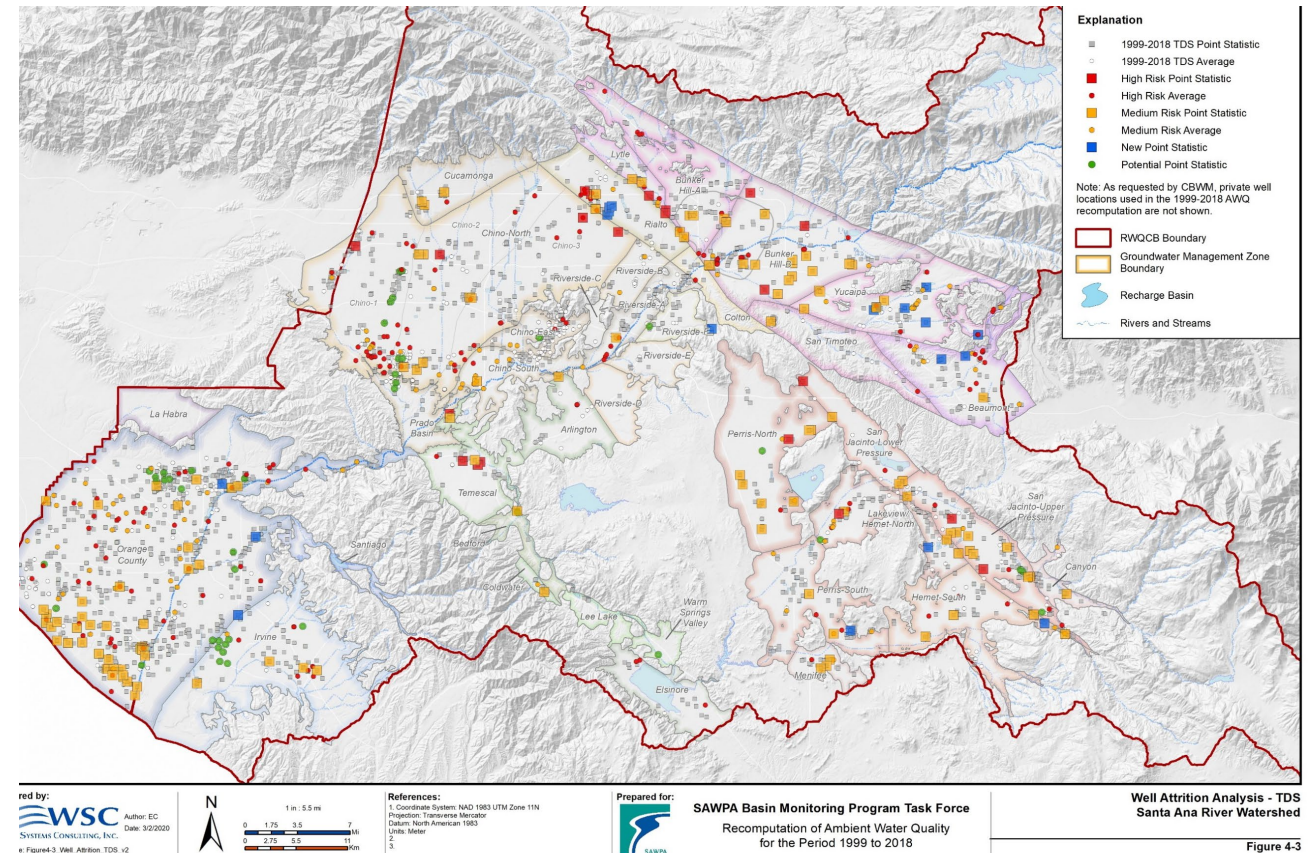 Explanation
1999-2018 TDS Point Statistic
1999-2018 TDS Average
High Risk Point Statistic
High Risk Average
Medium Risk Point Statistic
Medium Risk Average
New Point Statistic
Potential Point Statistic
Note: As requested by CBWM, private well
locations used in the 1999-2018 AWQ
recomputation are not shown.
RWQCB Boundary
Groundwater Management Zone
Boundary
Recharge Basin
Rivers and Streams
Lytle
Cucamonga
Bunker
Hill-A
Chino-2
Chino-North
Rialto
Chino-3
Bunker
Hill-B
Riverside-B
Riverside-C
Yucaipa
Chino-1
Riverside-A
Colton
Chino-East
San Timoteo
Riverside-E
Chino-South
Riverside-D
Beaumont
La Habra
Prado
Basin
Arlington
Perris-North
San
Jacinto-Lower
Pressure
Temescal
San
Jacinto-Upper
Pressure
Lakeview/
Hemet-North
Orange
County
Santiago
Bedford
Canyon
Coldwater
Perris-South
Hemet-South
Lee Lake
Warm
Springs
Valley
Irvine
Menifee
Elsinore
red by:
WSC
SYSTEMS CONSULTING, INC.
Author: EC
Date: 3/2/2020
e: Figure4-3_Well_Attrition_TDS_v2
N
1 in : 5.5 mi
0 1.75 3.5 7
Mi
0 2.75 5.5 11
Km
References:
1. Coordinate System: NAD 1983 UTM Zone 11N
Projection: Transverse Mercator
Datum: North American 1983
Units: Meter
2.
3.
Prepared for:
SAWPA
SAWPA Basin Monitoring Program Task Force
Recomputation of Ambient Water Quality
for the Period 1999 to 2018
Well Attrition Analysis - TDS
Santa Ana River Watershed
Figure 4-3